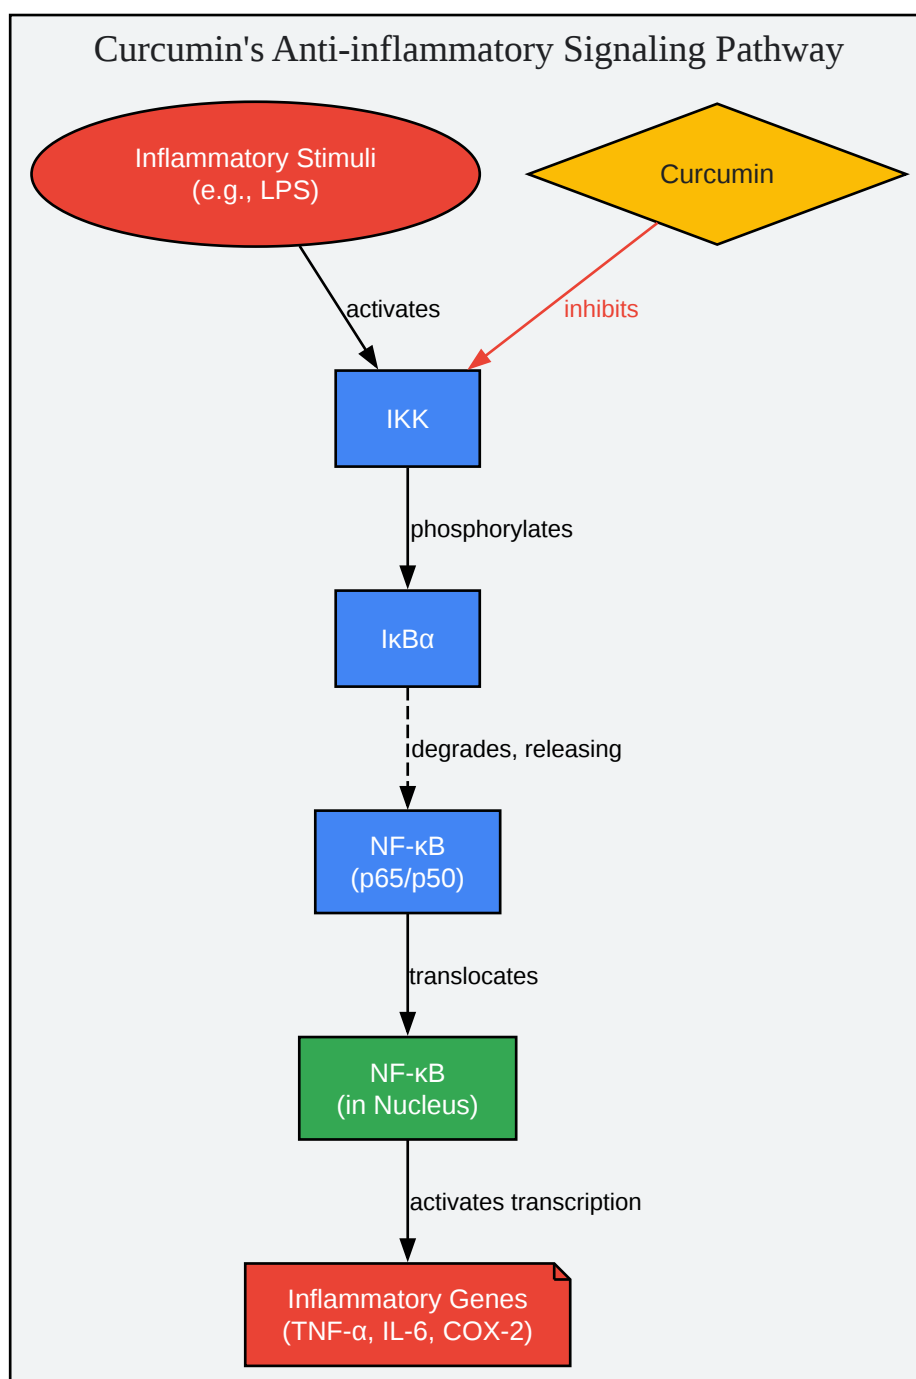 Curcumin's Anti-inflammatory Signaling Pathway
Inflammatory Stimuli
(e.g., LPS)
Curcumin
activates
inhibits
IKK
phosphorylates
IκBα
degrades, releasing
NF-κB
(p65/p50)
translocates
NF-κB
(in Nucleus)
activates transcription
Inflammatory Genes
(TNF-α, IL-6, COX-2)